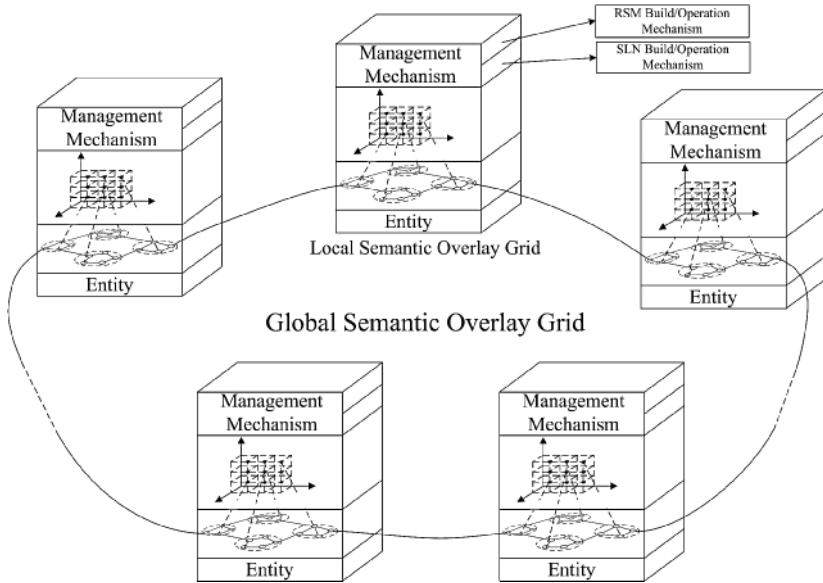 RSM Build/Operation
Mechanism
SLN Build/Operation
Mechanism
Management
Mechanism
Entity
Local Semantic Overlay Grid
Management
Mechanism
Entity
Management
Mechanism
Entity
Global Semantic Overlay Grid
Management
Mechanism
Entity
Management
Mechanism
Entity